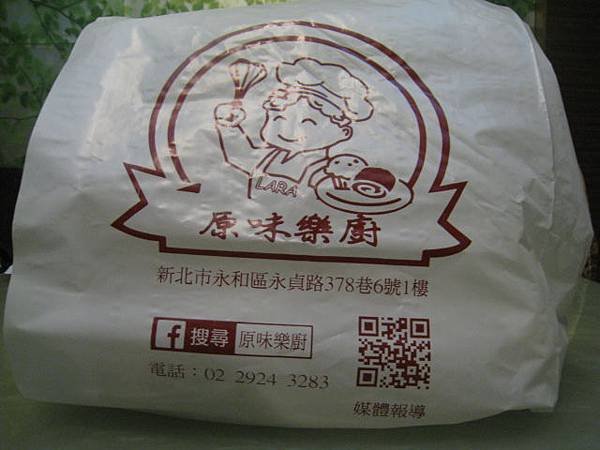 LARA
原味樂廚
新北市永和區永貞路378巷6號1樓
f 搜尋 原味樂廚
電話：02 2924 3283
媒體報導